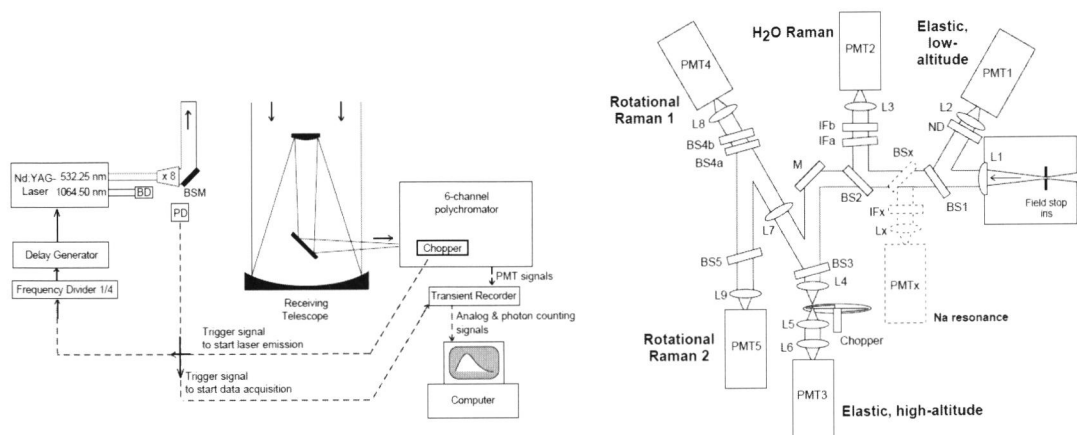 Nd:YAG- 532.25 nm
Laser 1064.50 nm
x 8
BD
BSM
PD
Delay Generator
Frequency Divider 1/4
Receiving
Telescope
6-channel
polychromator
Chopper
PMT signals
Transient Recorder
Analog & photon counting
signals
Computer
Trigger signal
to start laser emission
Trigger signal
to start data acquisition
H2O Raman
Elastic,
low-
altitude
PMT4
PMT2
PMT1
Rotational
Raman 1
L8
L3
L2
ND
BS4b
BS4a
IFb
IFa
BSx
L1
M
BS2
BS1
Field stop
iris
IFx
Lx
L7
BS5
BS3
L4
PMTx
L9
Na resonance
Rotational
Raman 2
PMT5
L5
L6
Chopper
PMT3
Elastic, high-altitude